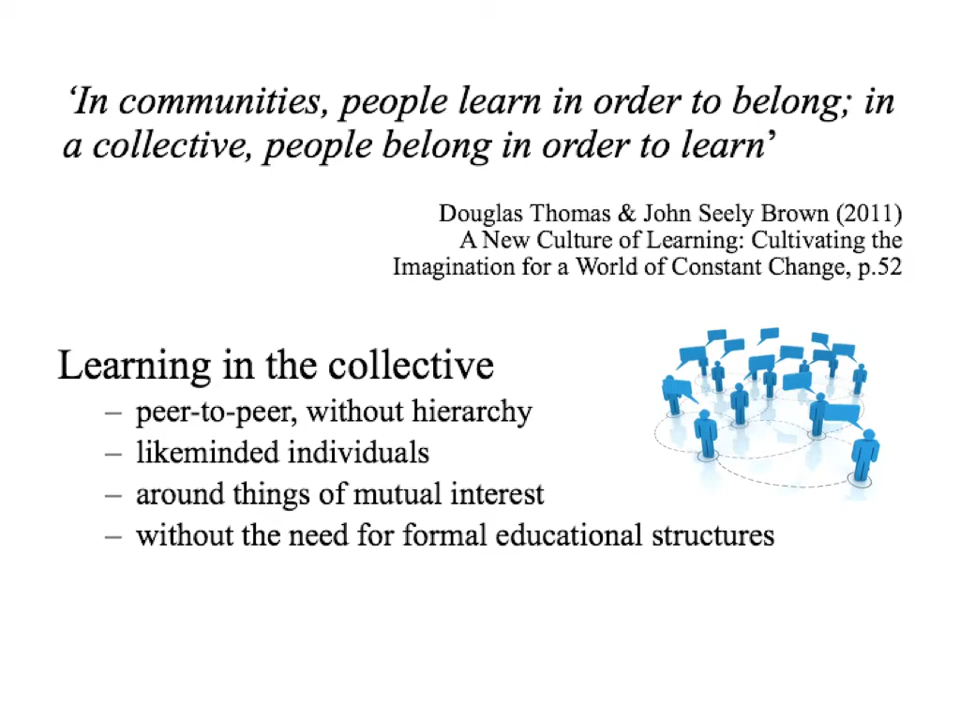 ‘In communities, people learn in order to belong; in
a collective, people belong in order to learn’
Douglas Thomas & John Seely Brown (2011)
A New Culture of Learning: Cultivating the
Imagination for a World of Constant Change, p.52
Learning in the collective
– peer-to-peer, without hierarchy
– likeminded individuals
– around things of mutual interest
– without the need for formal educational structures